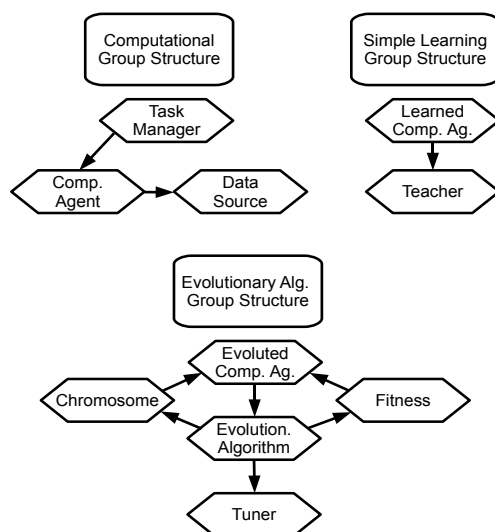 Computational
Group Structure
Simple Learning
Group Structure
Task
Manager
Learned
Comp. Ag.
Comp.
Agent
Data
Source
Teacher
Evolutionary Alg.
Group Structure
Evoluted
Comp. Ag.
Chromosome
Fitness
Evolution.
Algorithm
Tuner